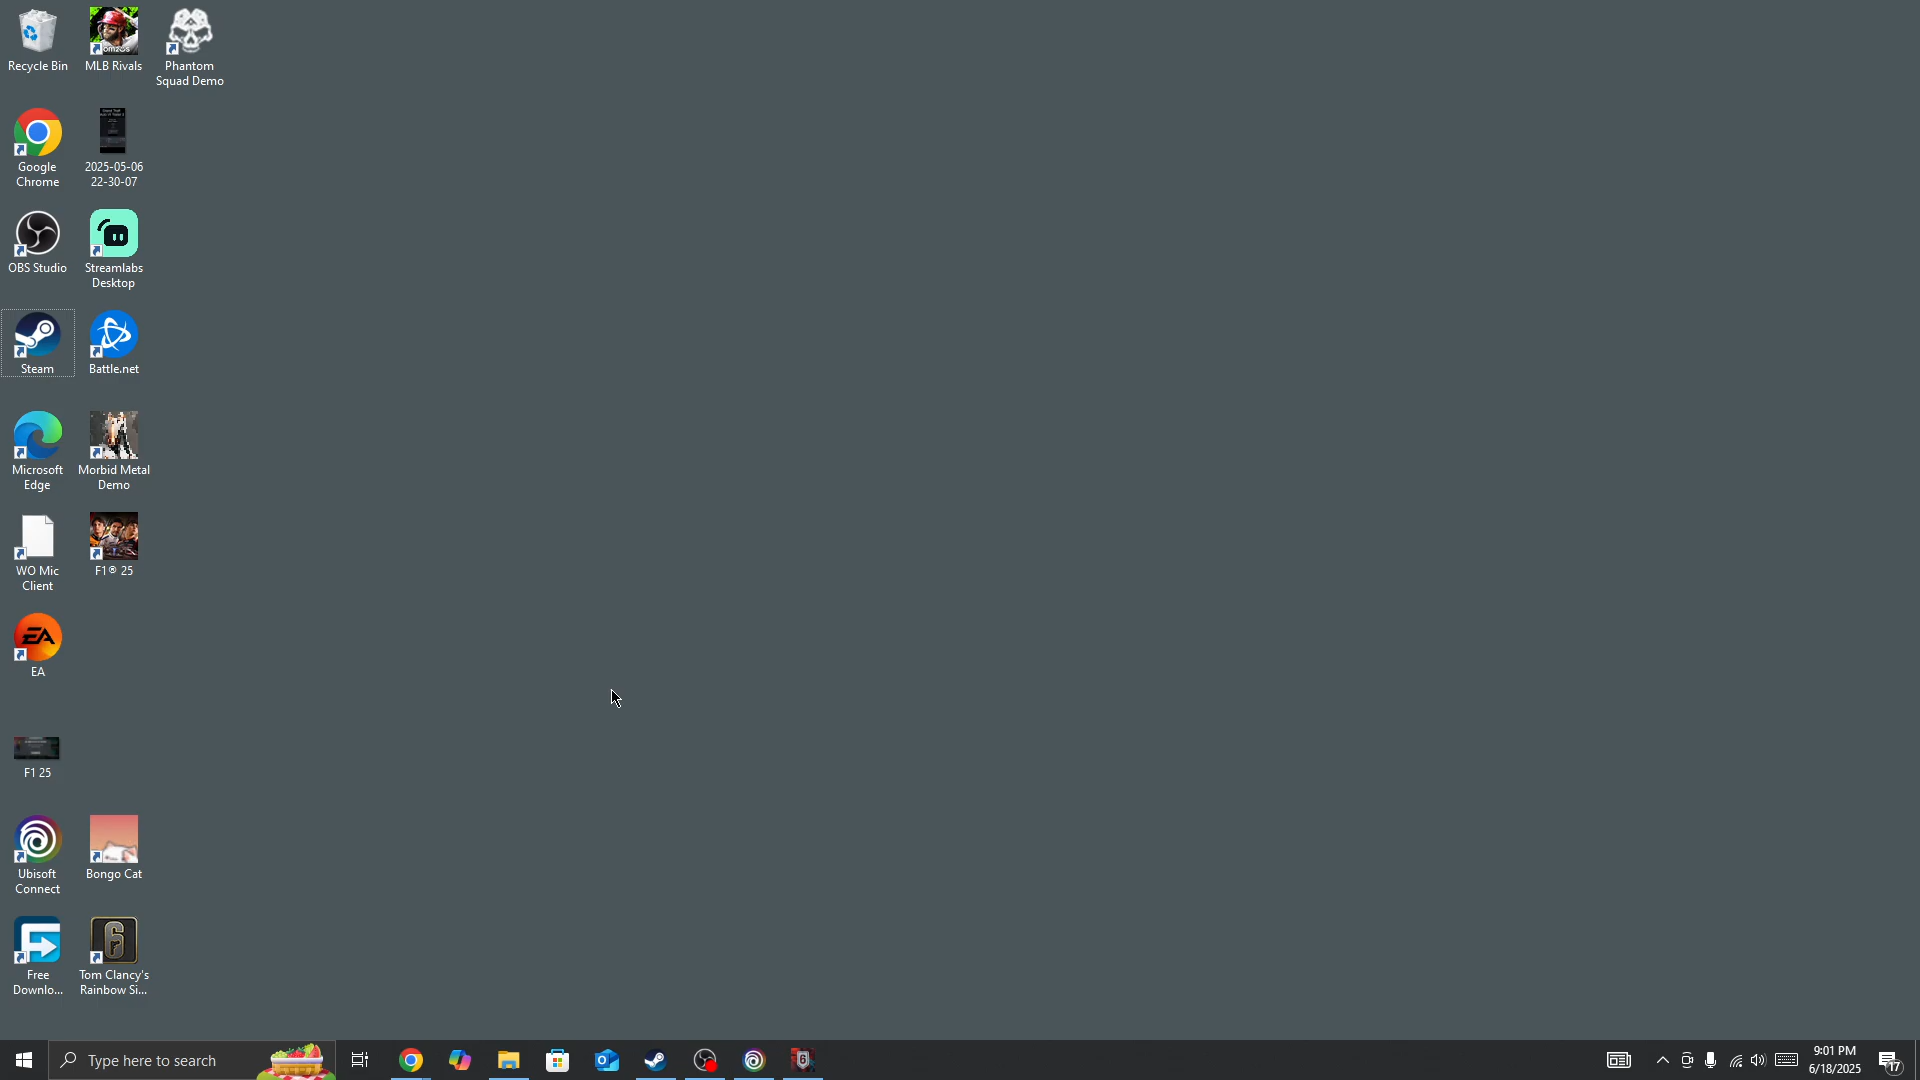 Recycle Bin
MLB Rivals
Phantom
Squad Demo
Google
Chrome
2025-05-06
22-30-07
OBS Studio
Streamlabs
Desktop
Steam
Battle.net
Microsoft
Edge
Morbid Metal
Demo
WO Mic
Client
F1® 25
EA
EA
F1 25
Ubisoft
Connect
Bongo Cat
Free
Downlo...
Tom Clancy's
Rainbow Si...
Type here to search
9:01 PM
6/18/2025
17